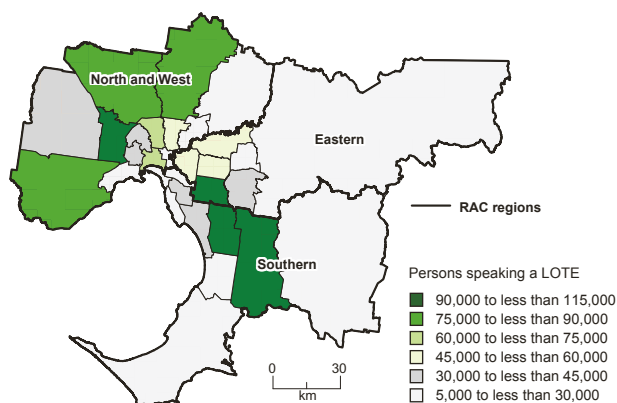 North and West
Eastern
RAC regions
Southern
Persons speaking a LOTE
90,000 to less than 115,000
75,000 to less than 90,000
60,000 to less than 75,000
45,000 to less than 60,000
30,000 to less than 45,000
5,000 to less than 30,000
0 30
km